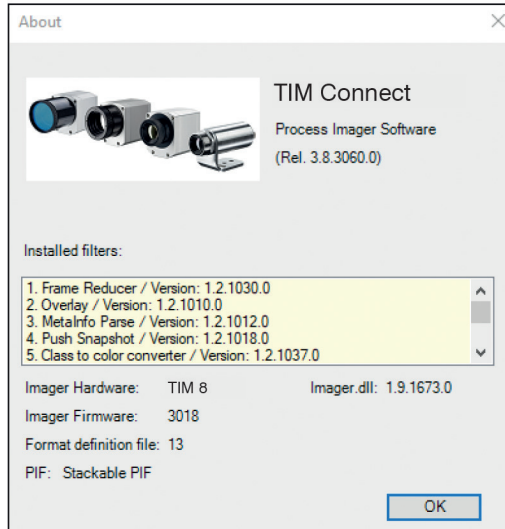 About
TIM Connect
Process Imager Software
(Rel. 3.8.3060.0)
Installed filters:
1. Frame Reducer / Version: 1.2.1030.0
2. Overlay / Version: 1.2.1010.0
3. MetaInfo Parse / Version: 1.2.1012.0
4. Push Snapshot / Version: 1.2.1018.0
5. Class to color converter / Version: 1.2.1037.0
Imager Hardware: TIM 8 Imager.dll: 1.9.1673.0
Imager Firmware: 3018
Format definition file: 13
PIF: Stackable PIF
OK